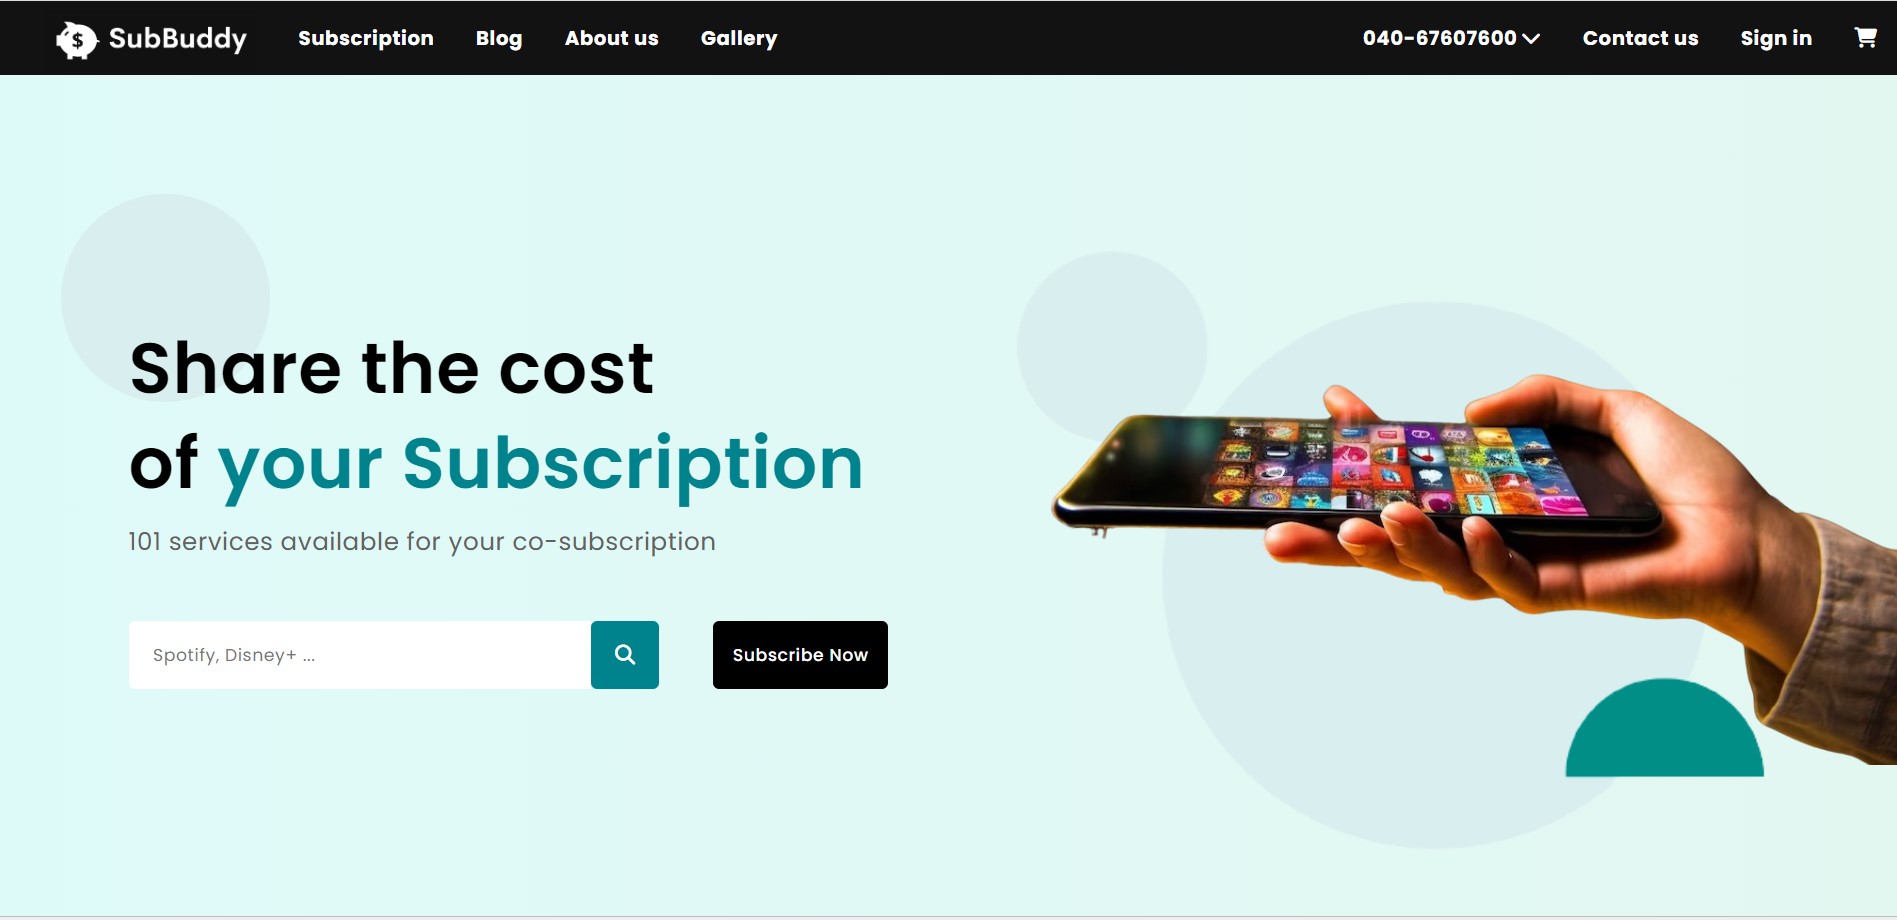 SubBuddy
Subscription
Blog
About us
Gallery
040-67607600
Contact us
Sign in
Share the cost
of your Subscription
101 services available for your co-subscription
Spotify, Disney+ ...
Subscribe Now